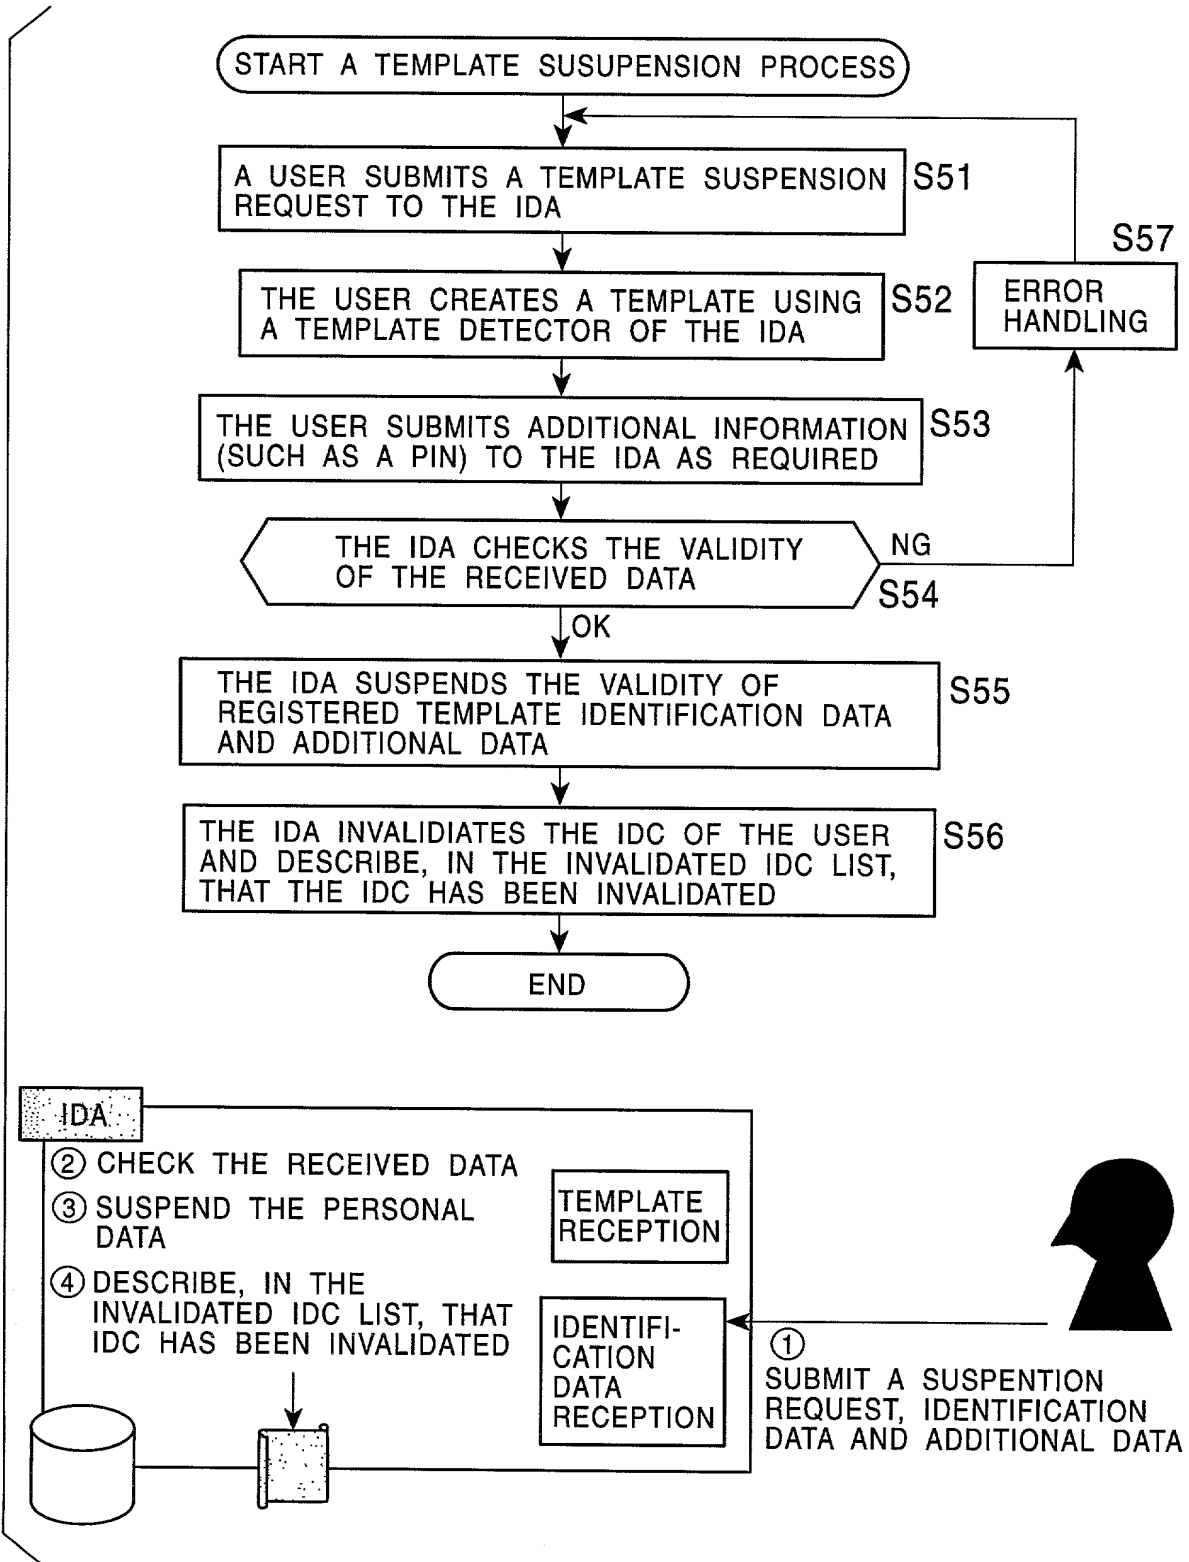 START A TEMPLATE SUSUPENSION PROCESS
A USER SUBMITS A TEMPLATE SUSPENSION
REQUEST TO THE IDA
S51
S57
ERROR
HANDLING
THE USER CREATES A TEMPLATE USING
A TEMPLATE DETECTOR OF THE IDA
S52
THE USER SUBMITS ADDITIONAL INFORMATION
(SUCH AS A PIN) TO THE IDA AS REQUIRED
S53
THE IDA CHECKS THE VALIDITY
OF THE RECEIVED DATA
NG
S54
OK
THE IDA SUSPENDS THE VALIDITY OF
REGISTERED TEMPLATE IDENTIFICATION DATA
AND ADDITIONAL DATA
S55
THE IDA INVALIDIATES THE IDC OF THE USER
AND DESCRIBE, IN THE INVALIDATED IDC LIST,
THAT THE IDC HAS BEEN INVALIDATED
S56
END
IDA
② CHECK THE RECEIVED DATA
③ SUSPEND THE PERSONAL
DATA
④ DESCRIBE, IN THE
INVALIDATED IDC LIST, THAT
IDC HAS BEEN INVALIDATED
TEMPLATE
RECEPTION
IDENTIFI-
CATION
DATA
RECEPTION
①
SUBMIT A SUSPENTION
REQUEST, IDENTIFICATION
DATA AND ADDITIONAL DATA